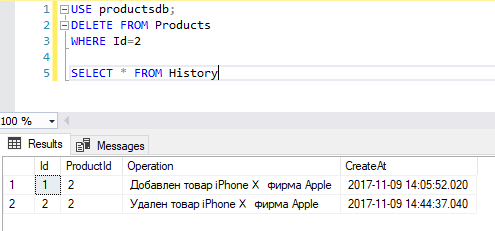 1 USE productsdb;
2 DELETE FROM Products
3 WHERE Id=2
4
5 SELECT * FROM History
100 %
Results Messages
Id ProductId Operation CreateAt
1 1 2 Добавлен товар iPhone X фирма Apple 2017-11-09 14:05:52.020
2 2 2 Удален товар iPhone X фирма Apple 2017-11-09 14:44:37.040